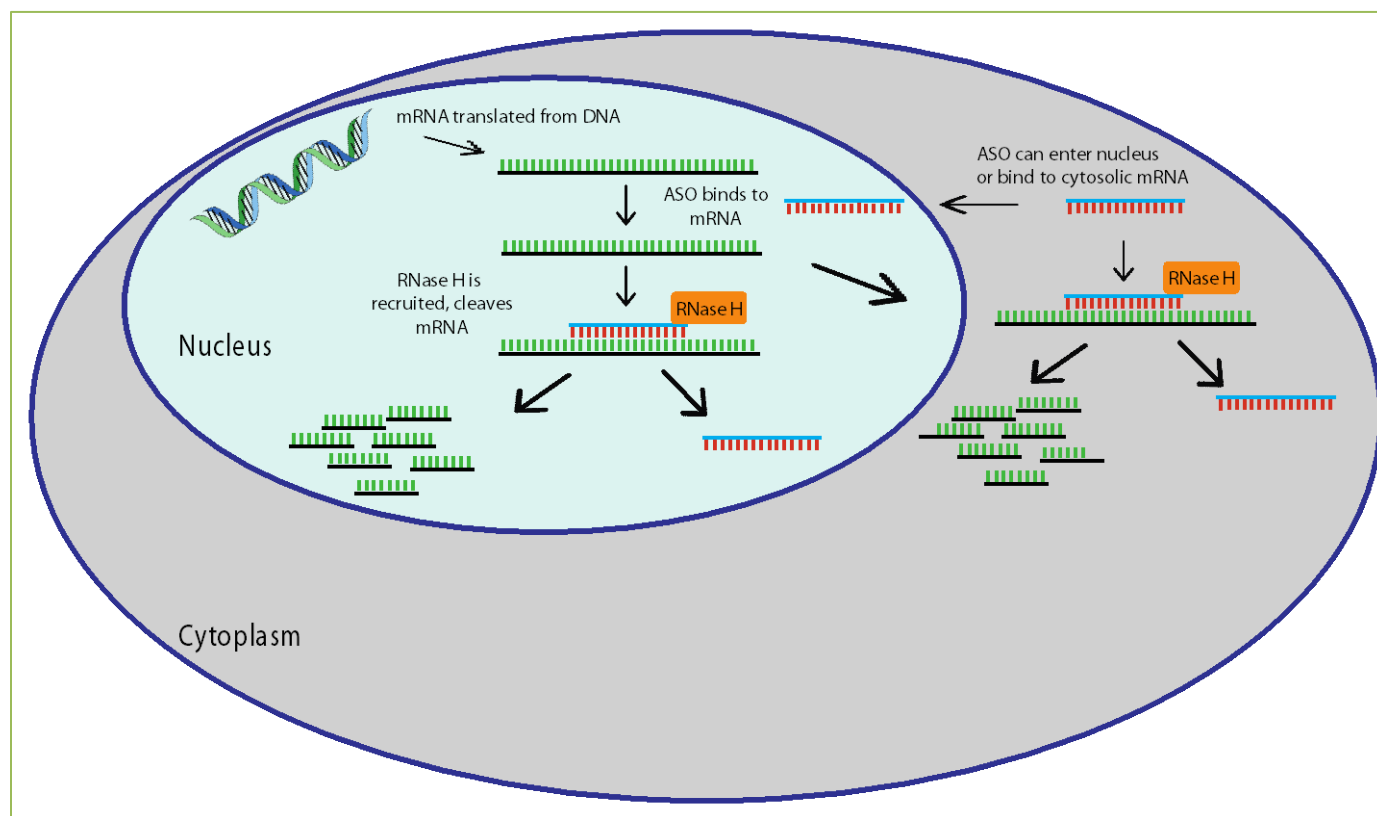 mRNA translated from DNA
ASO can enter nucleus
or bind to cytosolic mRNA
ASO binds to
mRNA
RNase H is
recruited, cleaves
mRNA
RNase H
RNase H
Nucleus
Cytoplasm